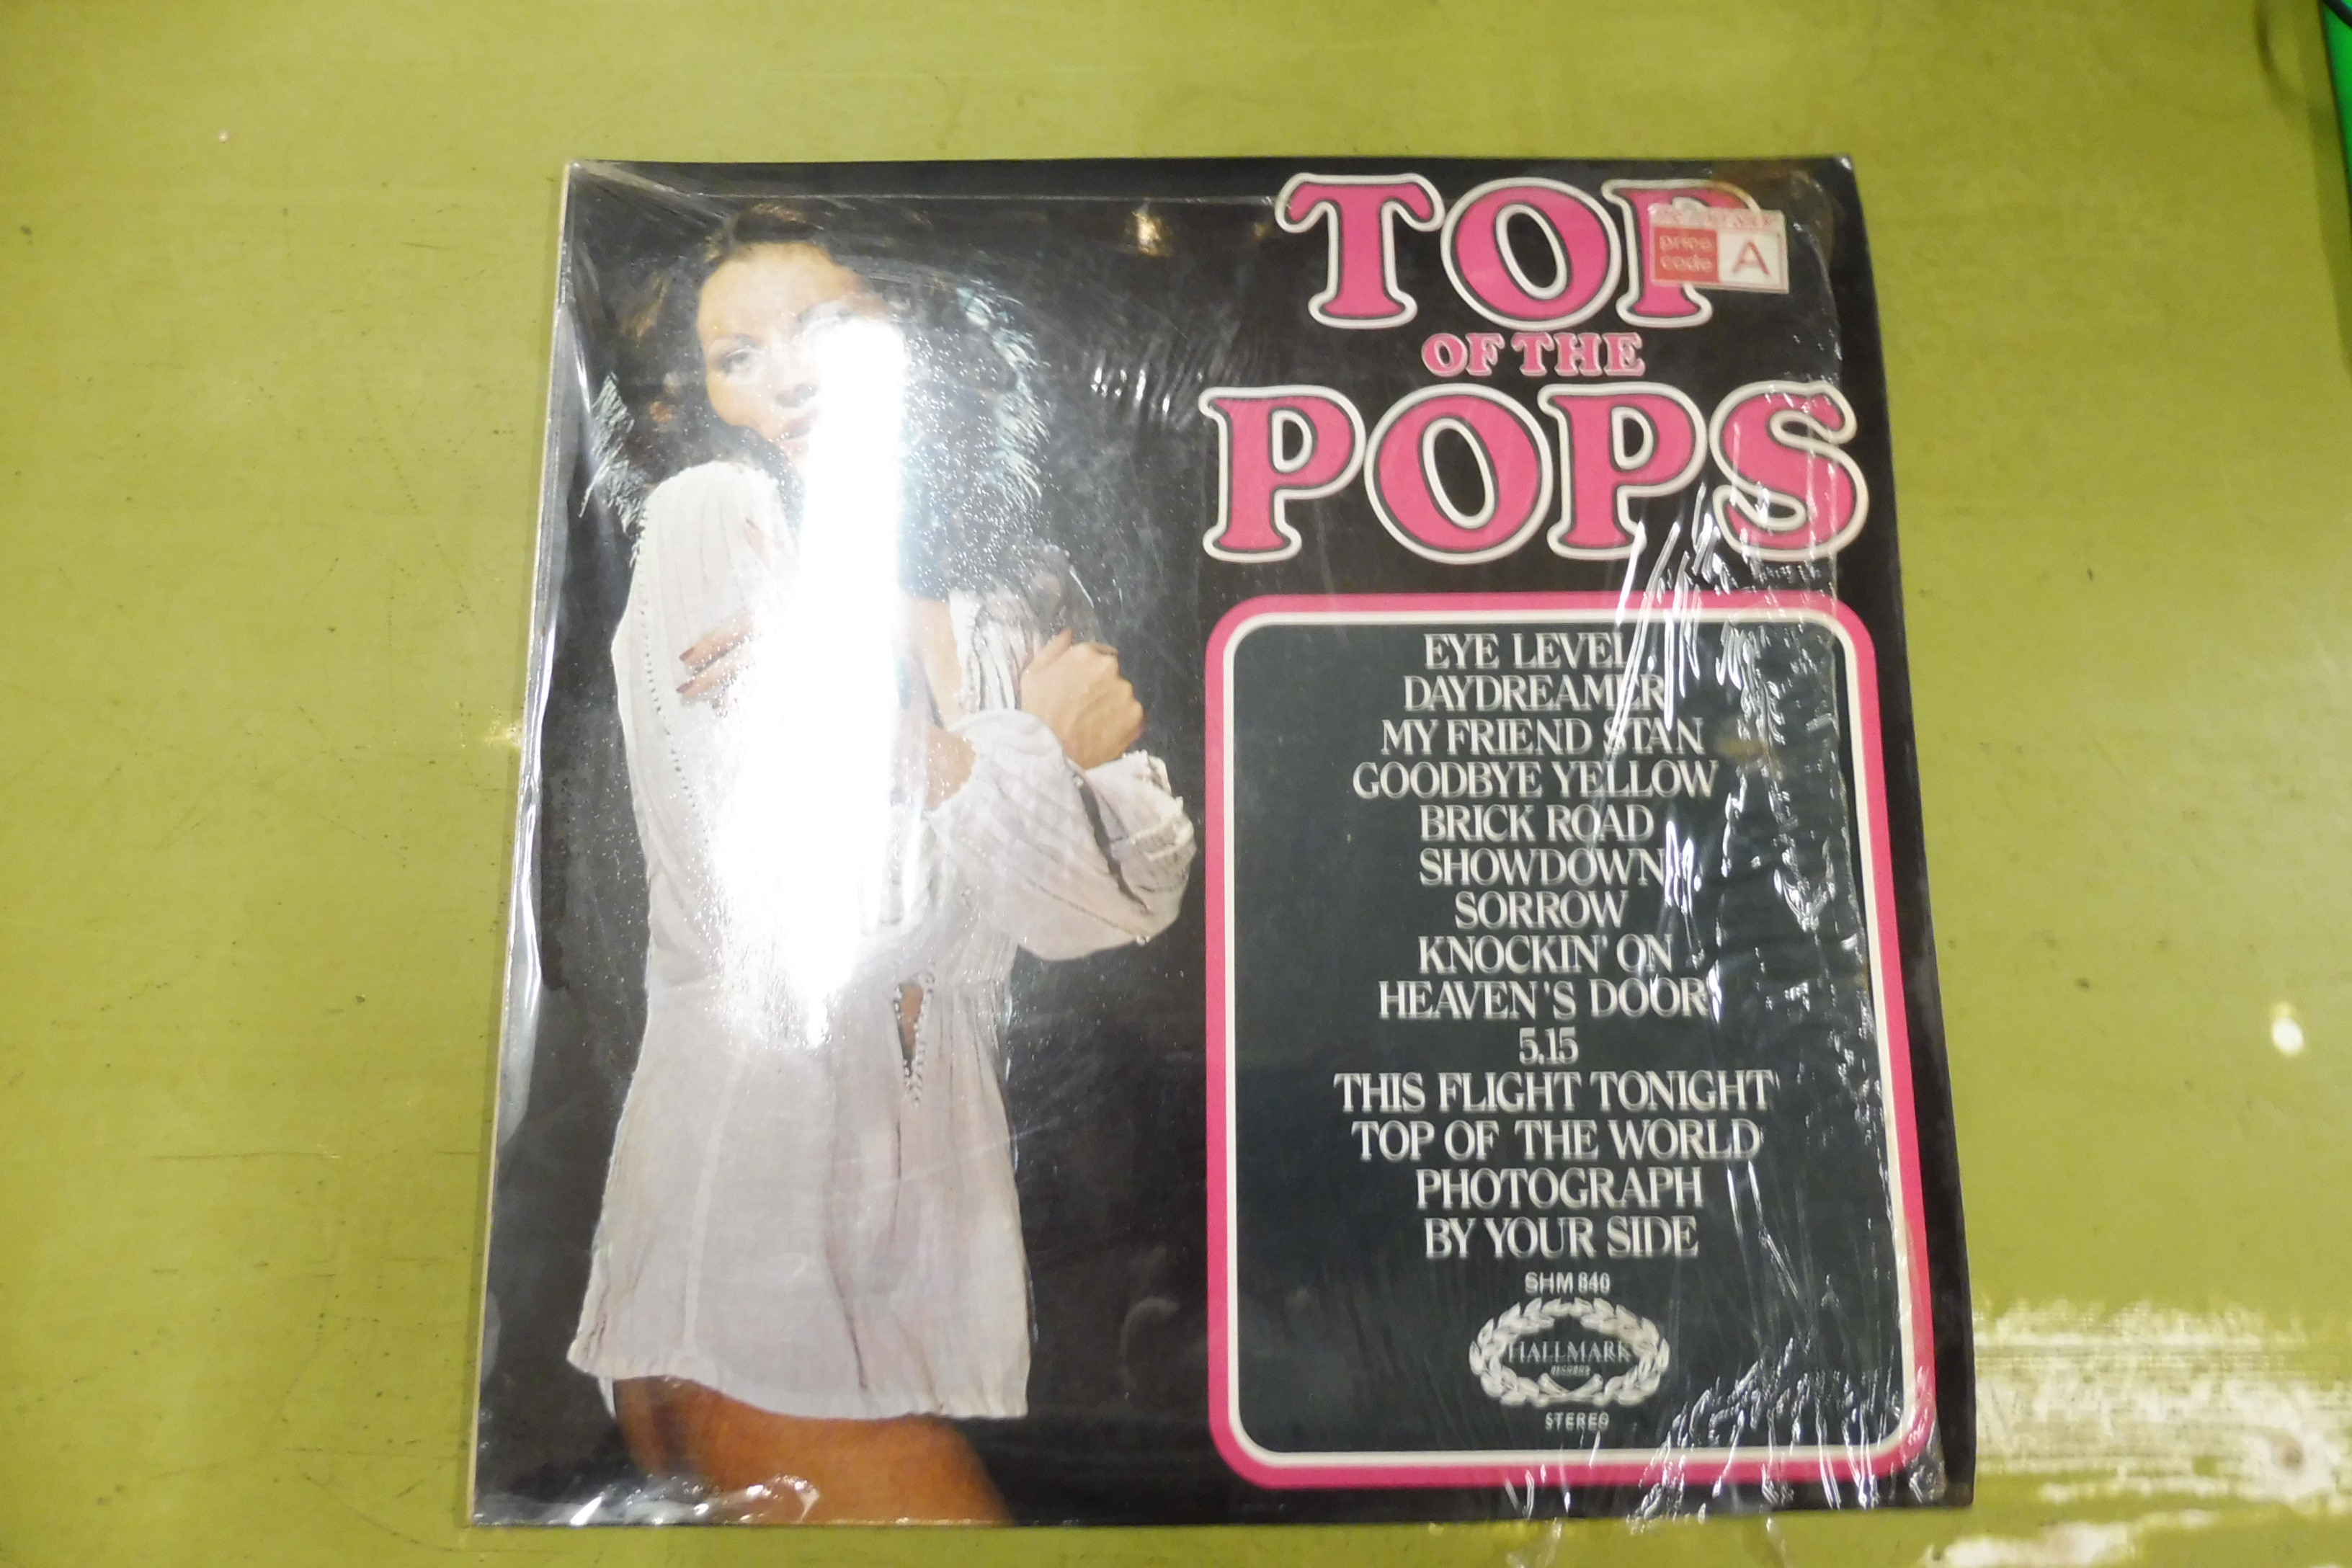 TOP
price
code
A
OF THE
POPS
EYE LEVEL
DAYDREAMER
MY FRIEND STAN
GOODBYE YELLOW
BRICK ROAD
SHOWDOWN
SORROW
KNOCKIN' ON
HEAVEN'S DOOR
5.15
THIS FLIGHT TONIGHT
TOP OF THE WORLD
PHOTOGRAPH
BY YOUR SIDE
SHM 840
HALLMARK
RECORDS
STEREO